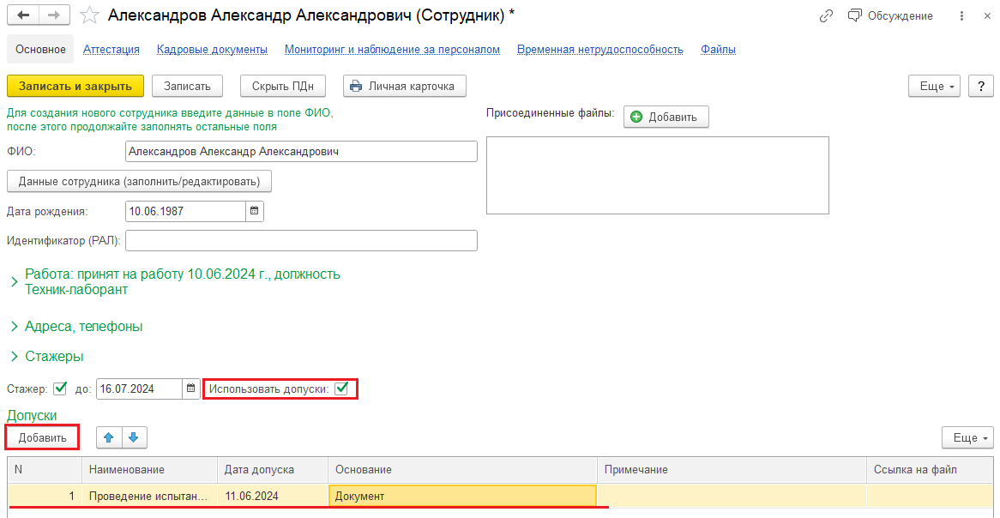 Александров Александр Александрович (Сотрудник) *
Обсуждение
Основное Аттестация Кадровые документы Мониторинг и наблюдение за персоналом Временная нетрудоспособность Файлы
Записать и закрыть Записать Скрыть ПДн Личная карточка Еще ?
Для создания нового сотрудника введите данные в поле ФИО,
после этого продолжайте заполнять остальные поля
Присоединенные файлы: Добавить
ФИО: Александров Александр Александрович
Данные сотрудника (заполнить/редактировать)
Дата рождения: 10.06.1987
Идентификатор (РАЛ):
Работа: принят на работу 10.06.2024 г., должность
Техник-лаборант
Адреса, телефоны
Стажеры
Стажер: до: 16.07.2024 Использовать допуски:
Допуски
Добавить Еще
N Наименование Дата допуска Основание Примечание Ссылка на файл
1 Проведение испытан... 11.06.2024 Документ